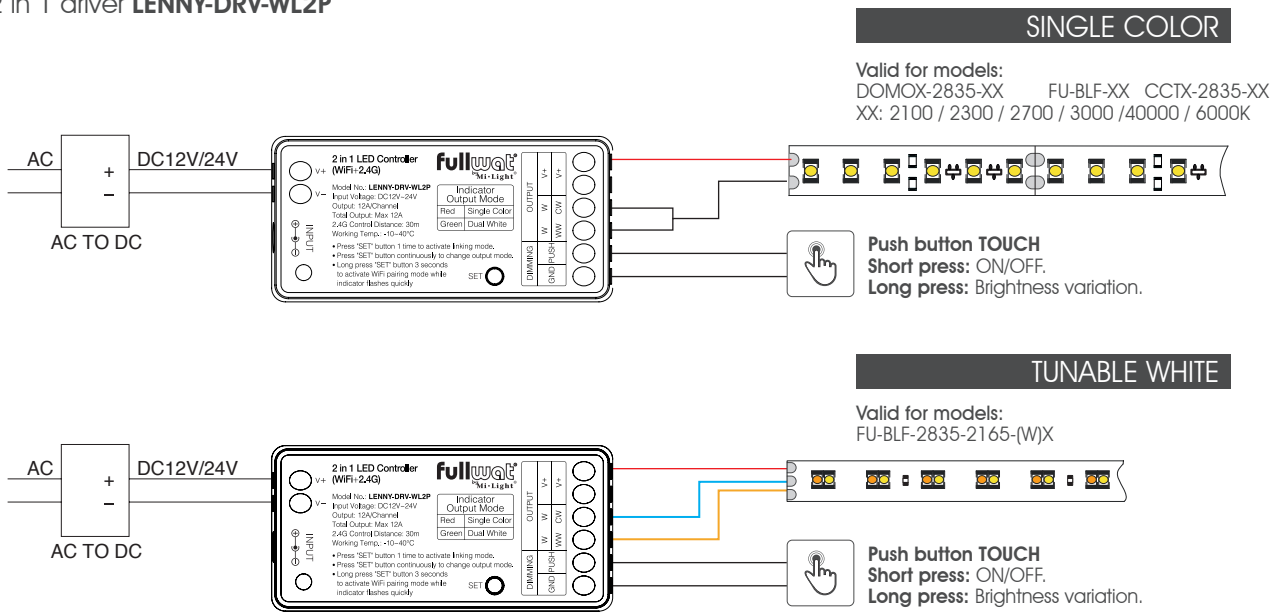 2 in 1 driver LENNY-DRV-WL2P
SINGLE COLOR
Valid for models:
DOMOX-2835-XX FU-BLF-XX CCTX-2835-XX
XX: 2100 / 2300 / 2700 / 3000 /40000 / 6000K
AC
+
−
DC12V/24V
AC TO DC
V+
V−
INPUT
2 in 1 LED Controller
(WiFi+2.4G)
Model No.: LENNY-DRV-WL2P
Input Voltage: DC12V~24V
Output: 12A/Channel
Total Output: Max 12A
2.4G Control Distance: 30m
Working Temp.: -10~40°C
• Press "SET" button 1 time to activate linking mode.
• Press "SET" button continuously to change output mode.
• Long press "SET" button 3 seconds
to activate WiFi pairing mode while
indicator flashes quickly
fullwat®
by Mi·Light®
Indicator
Output Mode
Red Single Color
Green Dual White
SET
OUTPUT
V+ V+
W CW
W WW
DIMMING
PUSH
GND
Push button TOUCH
Short press: ON/OFF.
Long press: Brightness variation.
TUNABLE WHITE
Valid for models:
FU-BLF-2835-2165-(W)X
AC
+
−
DC12V/24V
AC TO DC
V+
V−
INPUT
2 in 1 LED Controller
(WiFi+2.4G)
Model No.: LENNY-DRV-WL2P
Input Voltage: DC12V~24V
Output: 12A/Channel
Total Output: Max 12A
2.4G Control Distance: 30m
Working Temp.: -10~40°C
• Press "SET" button 1 time to activate linking mode.
• Press "SET" button continuously to change output mode.
• Long press "SET" button 3 seconds
to activate WiFi pairing mode while
indicator flashes quickly
fullwat®
by Mi·Light®
Indicator
Output Mode
Red Single Color
Green Dual White
SET
OUTPUT
V+ V+
W CW
W WW
DIMMING
PUSH
GND
Push button TOUCH
Short press: ON/OFF.
Long press: Brightness variation.